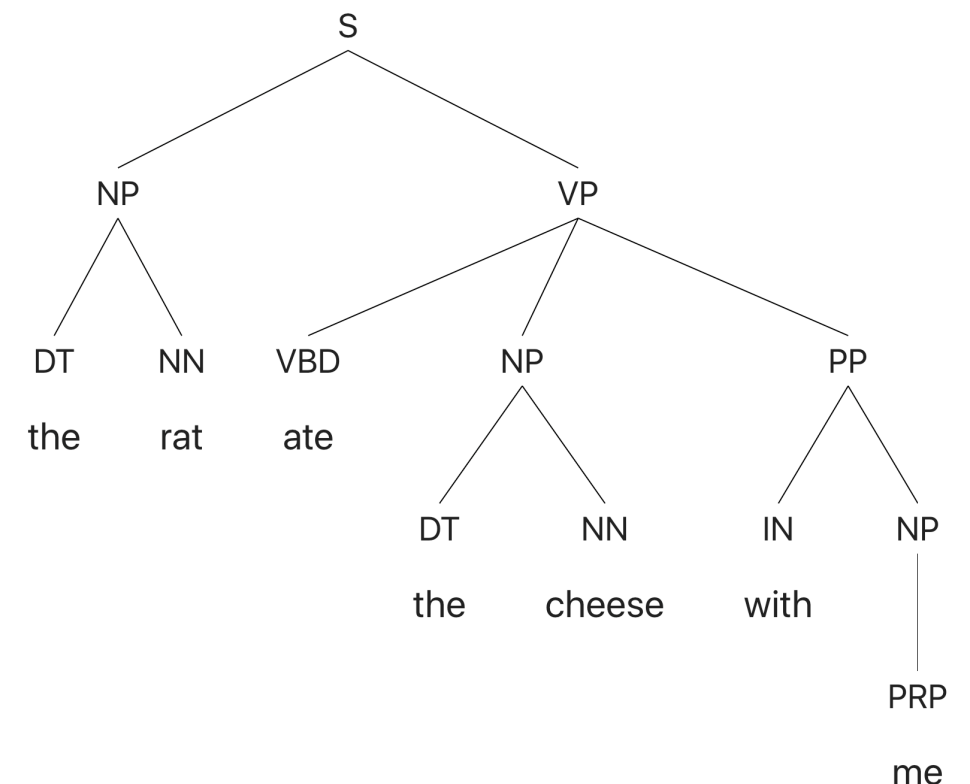 S
NP VP
DT NN VBD NP PP
the rat ate
DT NN IN NP
the cheese with
PRP
me